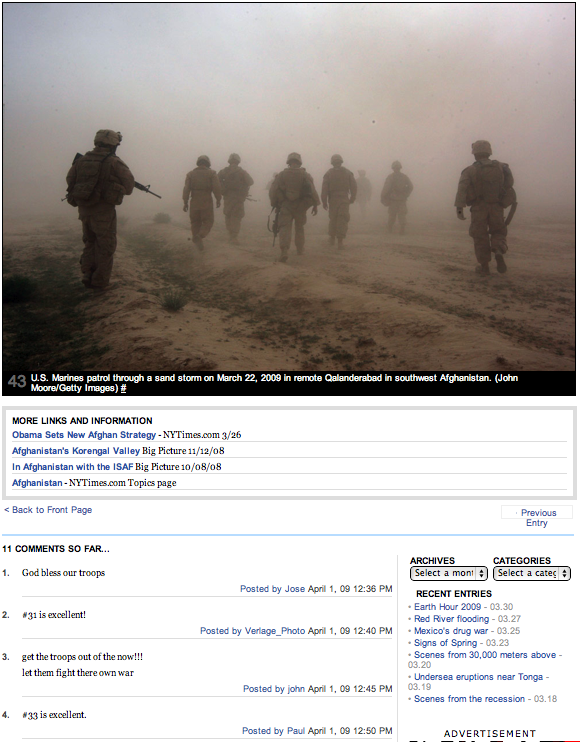 43 U.S. Marines patrol through a sand storm on March 22, 2009 in remote Qalanderabad in southwest Afghanistan. (John
Moore/Getty Images) #
MORE LINKS AND INFORMATION
Obama Sets New Afghan Strategy - NYTimes.com 3/26
Afghanistan's Korengal Valley Big Picture 11/12/08
In Afghanistan with the ISAF Big Picture 10/08/08
Afghanistan - NYTimes.com Topics page
< Back to Front Page
· Previous
Entry
11 COMMENTS SO FAR...
1. God bless our troops
Posted by Jose April 1, 09 12:36 PM
2. #31 is excellent!
Posted by Verlage_Photo April 1, 09 12:40 PM
3. get the troops out of the now!!!
let them fight there own war
Posted by john April 1, 09 12:45 PM
4. #33 is excellent.
Posted by Paul April 1, 09 12:50 PM
ARCHIVES CATEGORIES
Select a mont Select a categ
RECENT ENTRIES
• Earth Hour 2009 - 03.30
• Red River flooding - 03.27
• Mexico's drug war - 03.25
• Signs of Spring - 03.23
• Scenes from 30,000 meters above -
03.20
• Undersea eruptions near Tonga -
03.19
• Scenes from the recession - 03.18
ADVERTISEMENT